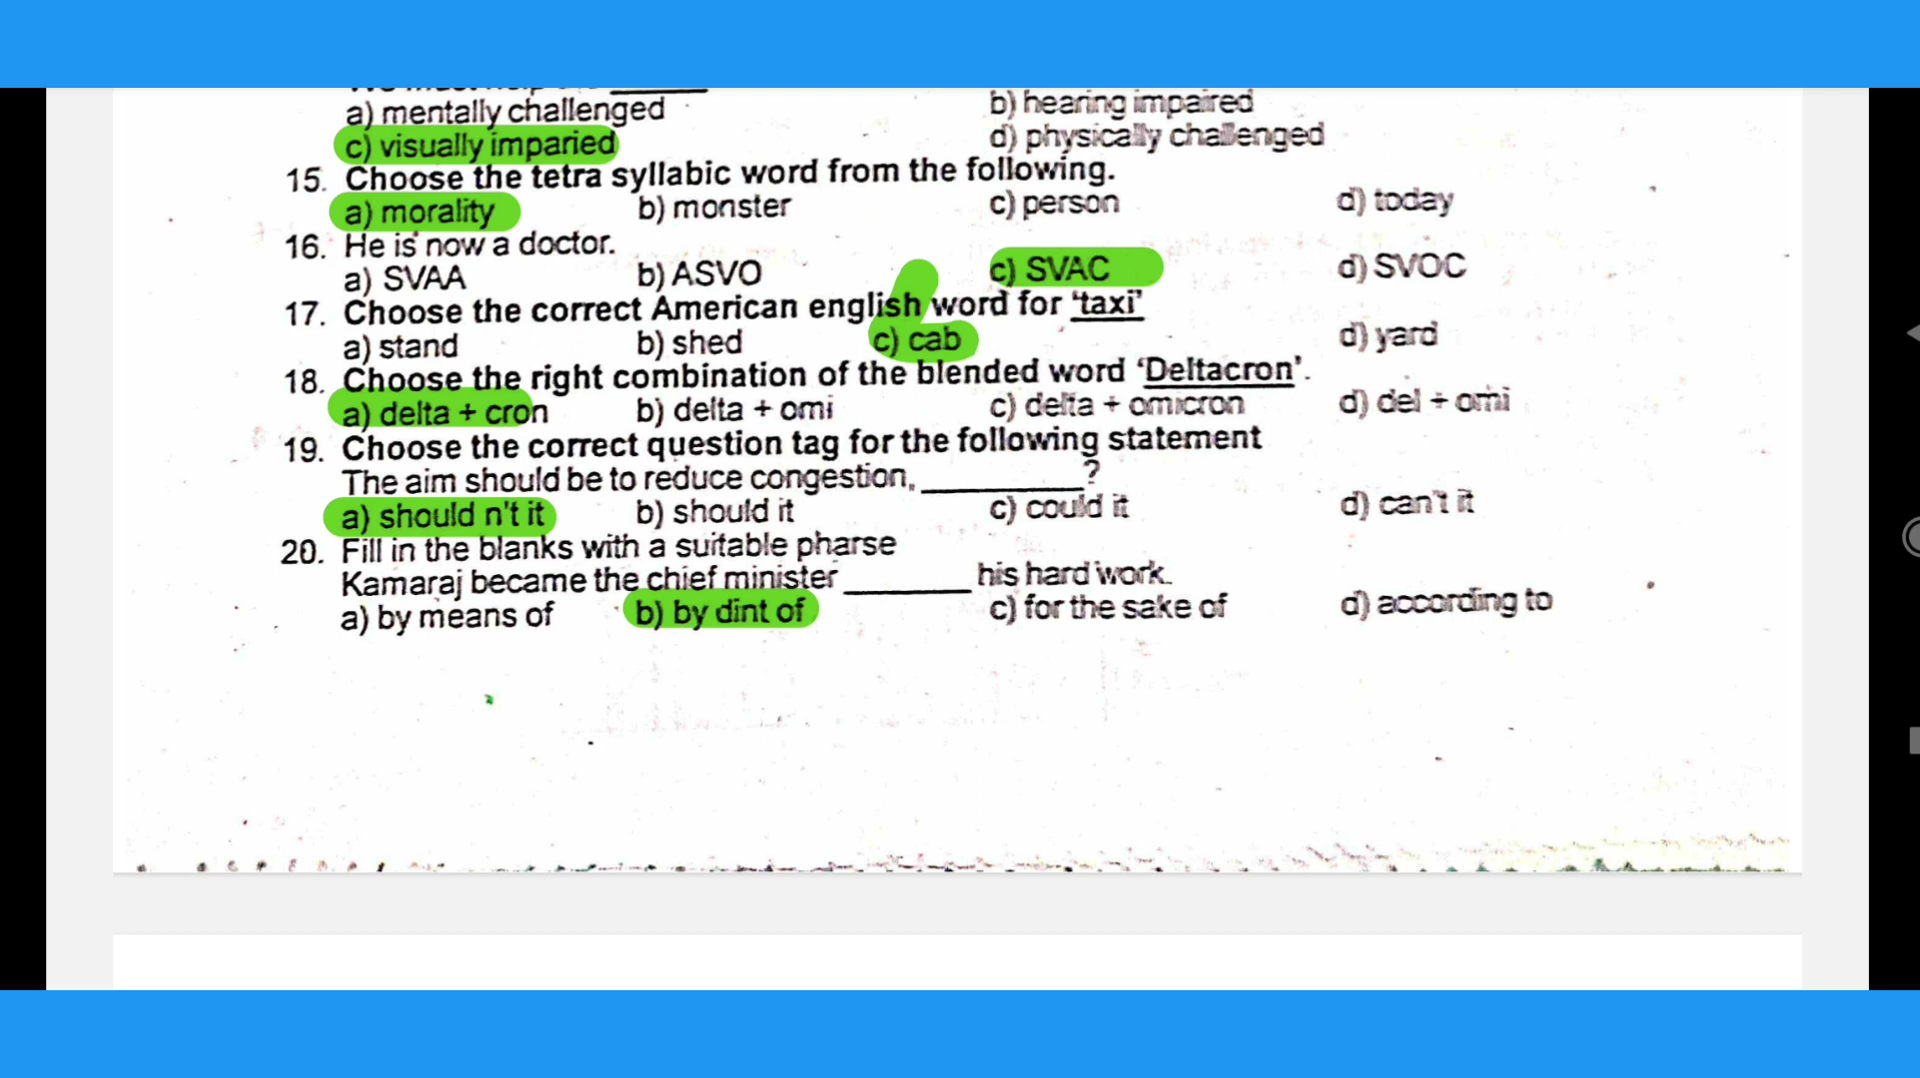 a) mentally challenged b) hearing impaired
c) visually imparied d) physically challenged
15. Choose the tetra syllabic word from the following.
a) morality b) monster c) person d) today
16. He is now a doctor.
a) SVAA b) ASVO c) SVAC d) SVOC
17. Choose the correct American english word for 'taxi'
a) stand b) shed c) cab d) yard
18. Choose the right combination of the blended word 'Deltacron'.
a) delta + cron b) delta + omi c) delta + omicron d) del + omi
19. Choose the correct question tag for the following statement
The aim should be to reduce congestion, ________?
a) should n't it b) should it c) could it d) can't it
20. Fill in the blanks with a suitable pharse
Kamaraj became the chief minister ________ his hard work.
a) by means of b) by dint of c) for the sake of d) according to